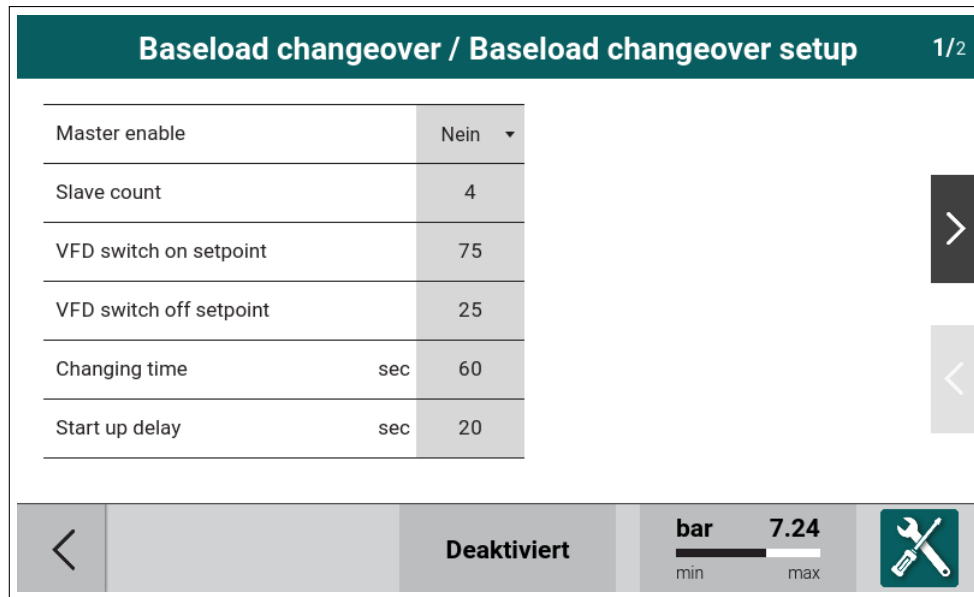 Baseload changeover / Baseload changeover setup 1/2
Master enable Nein
Slave count 4
VFD switch on setpoint 75
VFD switch off setpoint 25
Changing time sec 60
Start up delay sec 20
Deaktiviert
bar 7.24
min max